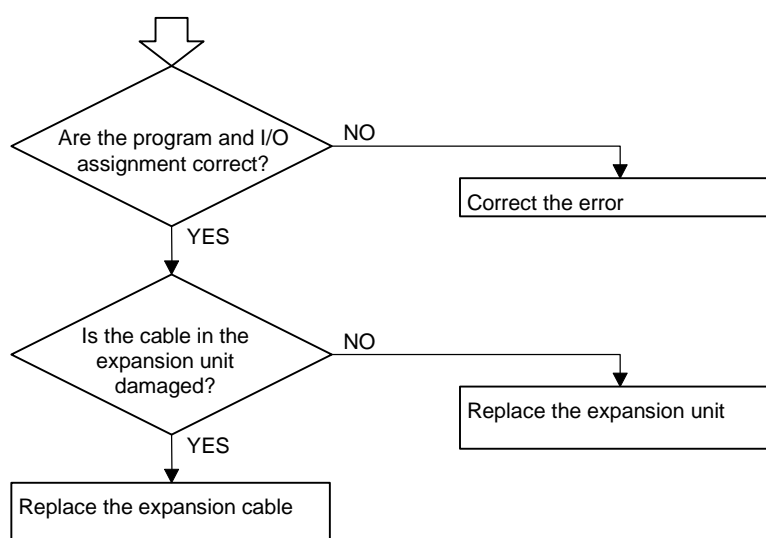 Are the program and I/O
assignment correct?
NO
Correct the error
YES
Is the cable in the
expansion unit
damaged?
NO
Replace the expansion unit
YES
Replace the expansion cable